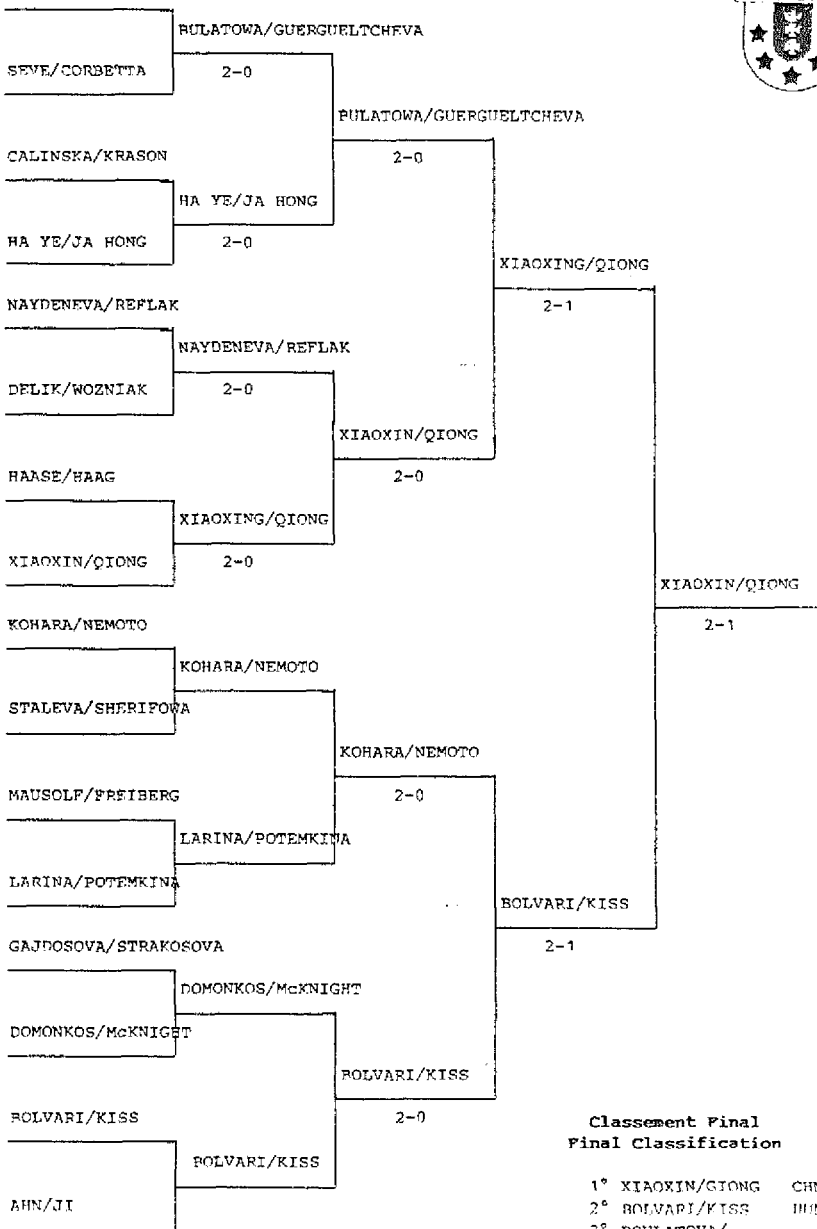 BULATOWA/GUERGUELTCHEVA
SEVE/CORBETTA
2-0
BULATOWA/GUERGUELTCHEVA
2-0
CALINSKA/KRASON
HA YE/JA HONG
2-0
HA YE/JA HONG
XIAOXING/QIONG
2-1
NAYDENEVA/REFLAK
NAYDENEVA/REFLAK
2-0
DELIK/WOZNIAK
XIAOXIN/QIONG
2-0
HAASE/HAAG
XIAOXING/QIONG
2-0
XIAOXIN/QIONG
XIAOXIN/QIONG
2-1
KOHARA/NEMOTO
KOHARA/NEMOTO
STALEVA/SHERIFOWA
KOHARA/NEMOTO
2-0
MAUSOLF/FREIBERG
LARINA/POTEMKINA
LARINA/POTEMKINA
BOLVARI/KISS
2-1
GAJDOSOVA/STRAKOSOVA
DOMONKOS/McKNIGHT
DOMONKOS/McKNIGHT
BOLVARI/KISS
2-0
BOLVARI/KISS
BOLVARI/KISS
AHN/JI
Classement Final
Final Classification
1° XIAOXIN/GIONG CHN
2° BOLVARI/KISS HUN